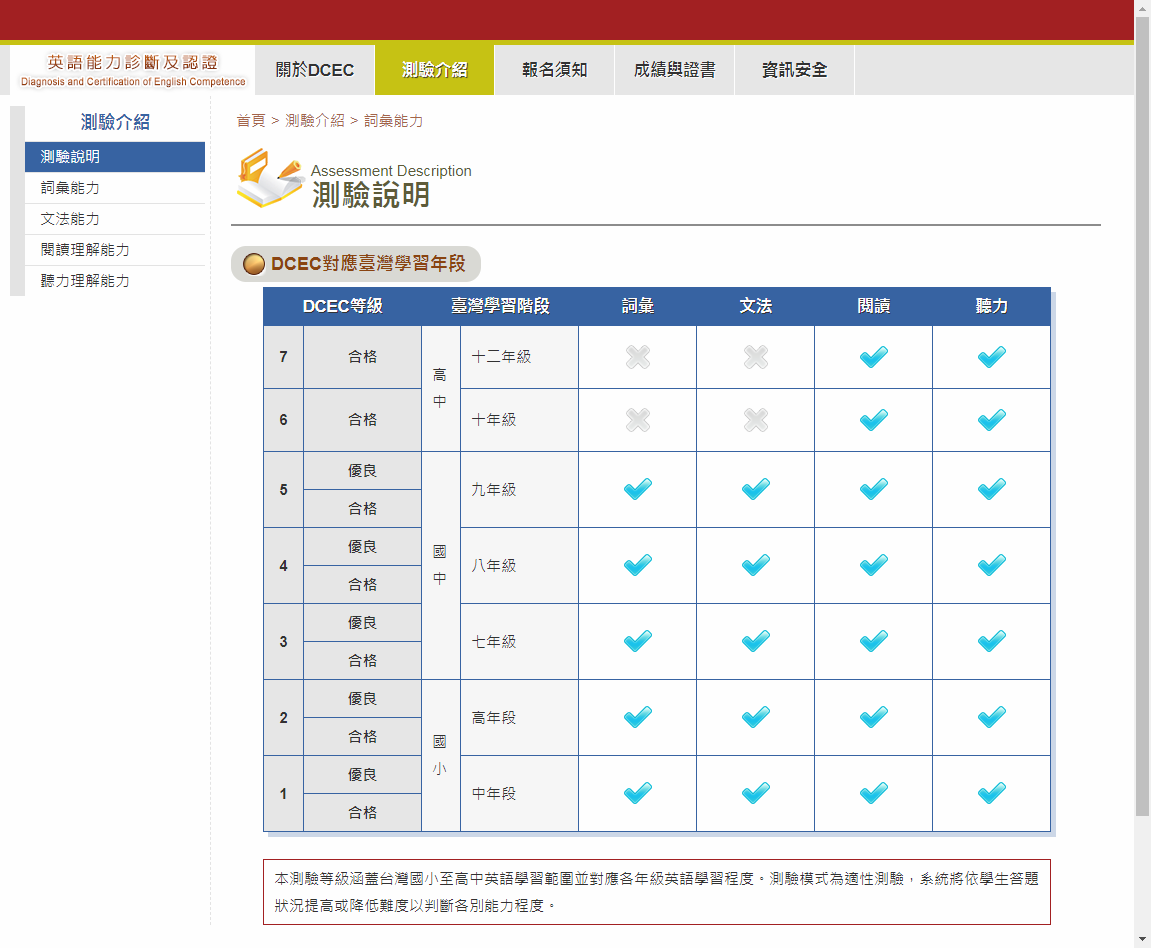 英語能力診斷及認證
Diagnosis and Certification of English Competence
關於DCEC
測驗介紹
報名須知
成績與證書
資訊安全
測驗介紹
測驗說明
詞彙能力
文法能力
閱讀理解能力
聽力理解能力
首頁 > 測驗介紹 > 詞彙能力
Assessment Description
測驗說明
DCEC對應臺灣學習年段
DCEC等級 臺灣學習階段 詞彙 文法 閱讀 聽力
7 合格 高中 十二年級
6 合格 十年級
5 優良 國中 九年級
合格
4 優良 八年級
合格
3 優良 七年級
合格
2 優良 國小 高年段
合格
1 優良 中年段
合格
本測驗等級涵蓋台灣國小至高中英語學習範圍並對應各年級英語學習程度。測驗模式為適性測驗，系統將依學生答題
狀況提高或降低難度以判斷各別能力程度。